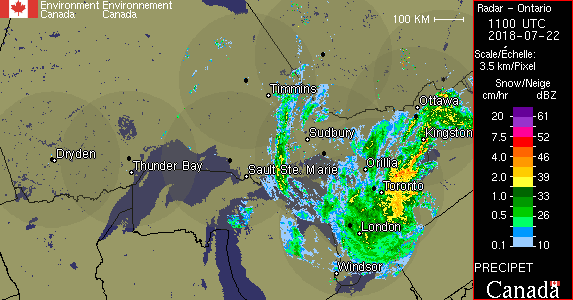 Environment Environnement
Canada Canada
100 KM
Radar - Ontario
1100 UTC
2018-07-22
Scale/Échelle:
3.5 km/Pixel
Snow/Neige
cm/hr dBZ
20 61
7.5 52
4.0 46
2.0 39
1.0 33
0.5 26
0.1 10
PRECIPET
Canada
Timmins
Ottawa
Sudbury
Kingston
Dryden
Thunder Bay
Sault Ste. Marie
Orillia
Toronto
London
Windsor